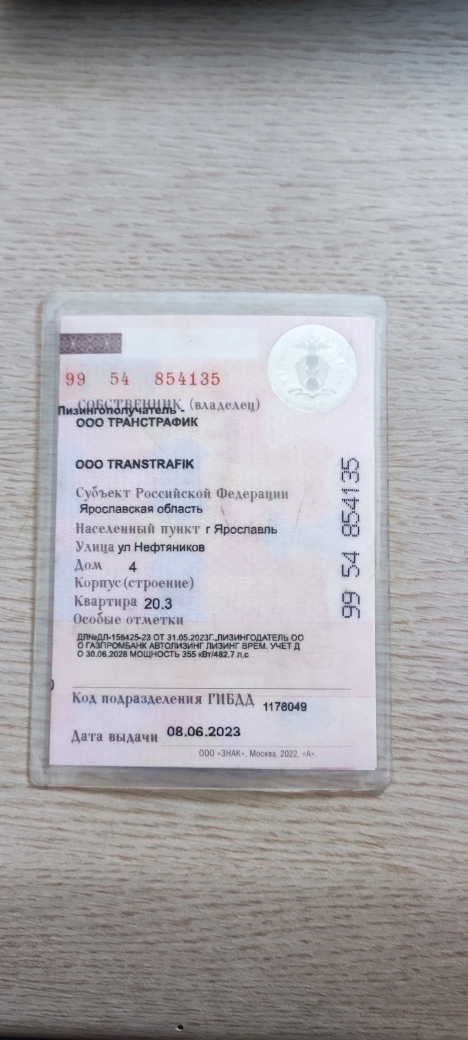 99 54 854135
СОБСТВЕННИК (владелец)
Лизингополучатель -
ООО ТРАНСТРАФИК
ООО TRANSTRAFIK
Субъект Российской Федерации
Ярославская область
Населенный пункт г Ярославль
Улица ул Нефтяников
Дом 4
Корпус (строение)
Квартира 20.3
Особые отметки
ДЛ№ДЛ-156425-23 ОТ 31.05.2023Г.,ЛИЗИНГОДАТЕЛЬ ОО
О ГАЗПРОМБАНК АВТОЛИЗИНГ ЛИЗИНГ ВРЕМ. УЧЕТ Д
О 30.06.2028 МОЩНОСТЬ 355 кВт/482.7 л.с
Код подразделения ГИБДД 1178049
Дата выдачи 08.06.2023
ООО «ЗНАК», Москва, 2022, «А».
99 54 854135